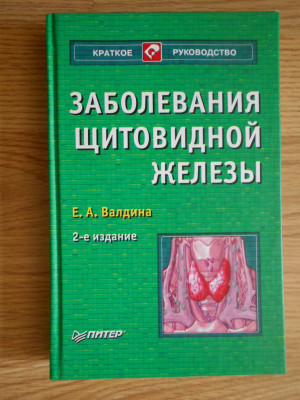 КРАТКОЕ РУКОВОДСТВО
ЗАБОЛЕВАНИЯ
ЩИТОВИДНОЙ
ЖЕЛЕЗЫ
Е. А. Валдина
2-е издание
ПИТЕР